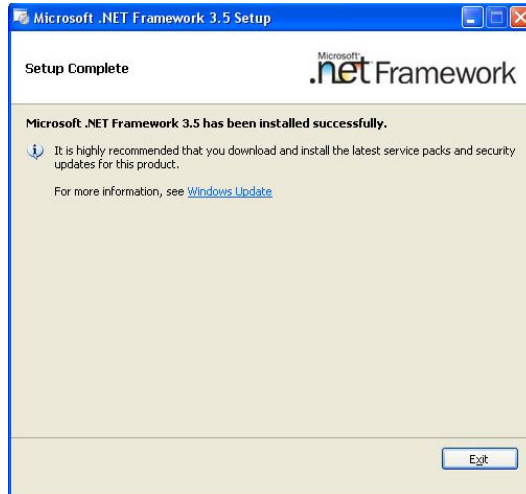 Microsoft .NET Framework 3.5 Setup
Setup Complete
Microsoft
.net Framework
Microsoft .NET Framework 3.5 has been installed successfully.
It is highly recommended that you download and install the latest service packs and security
updates for this product.
For more information, see Windows Update
Exit